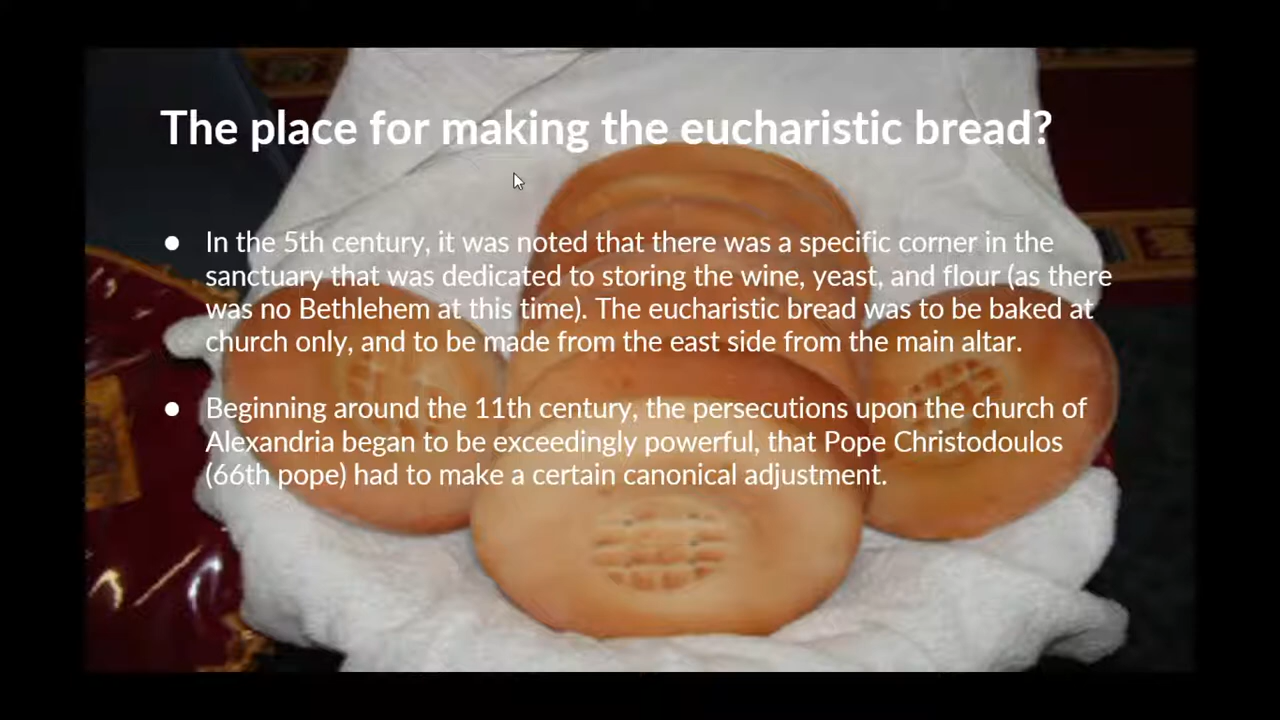 The place for making the eucharistic bread?
● In the 5th century, it was noted that there was a specific corner in the
sanctuary that was dedicated to storing the wine, yeast, and flour (as there
was no Bethlehem at this time). The eucharistic bread was to be baked at
church only, and to be made from the east side from the main altar.
● Beginning around the 11th century, the persecutions upon the church of
Alexandria began to be exceedingly powerful, that Pope Christodoulos
(66th pope) had to make a certain canonical adjustment.